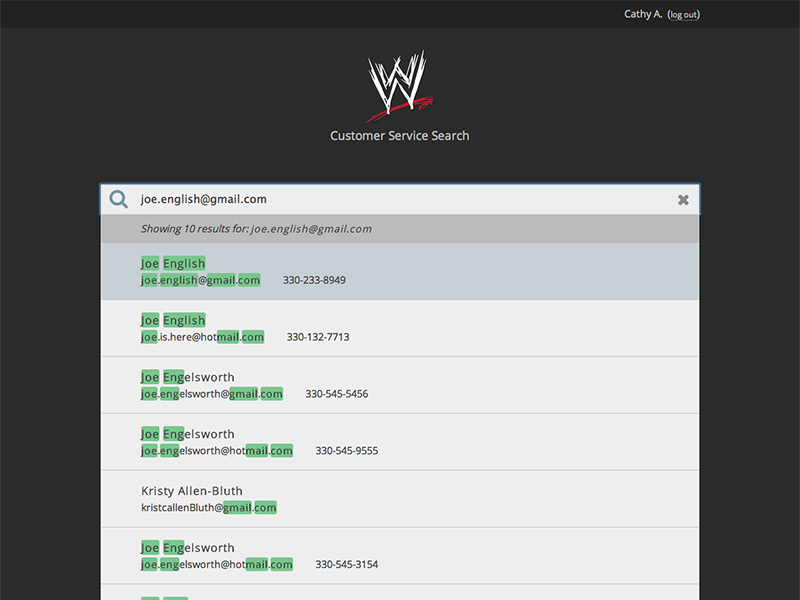 Cathy A. (log out)
W
Customer Service Search
joe.english@gmail.com ✖
Showing 10 results for: joe.english@gmail.com
Joe English
joe.english@gmail.com 330-233-8949
Joe English
joe.is.here@hotmail.com 330-132-7713
Joe Engelsworth
joe.engelsworth@gmail.com 330-545-5456
Joe Engelsworth
joe.engelsworth@hotmail.com 330-545-9555
Kristy Allen-Bluth
kristcallenBluth@gmail.com
Joe Engelsworth
joe.engelsworth@hotmail.com 330-545-3154